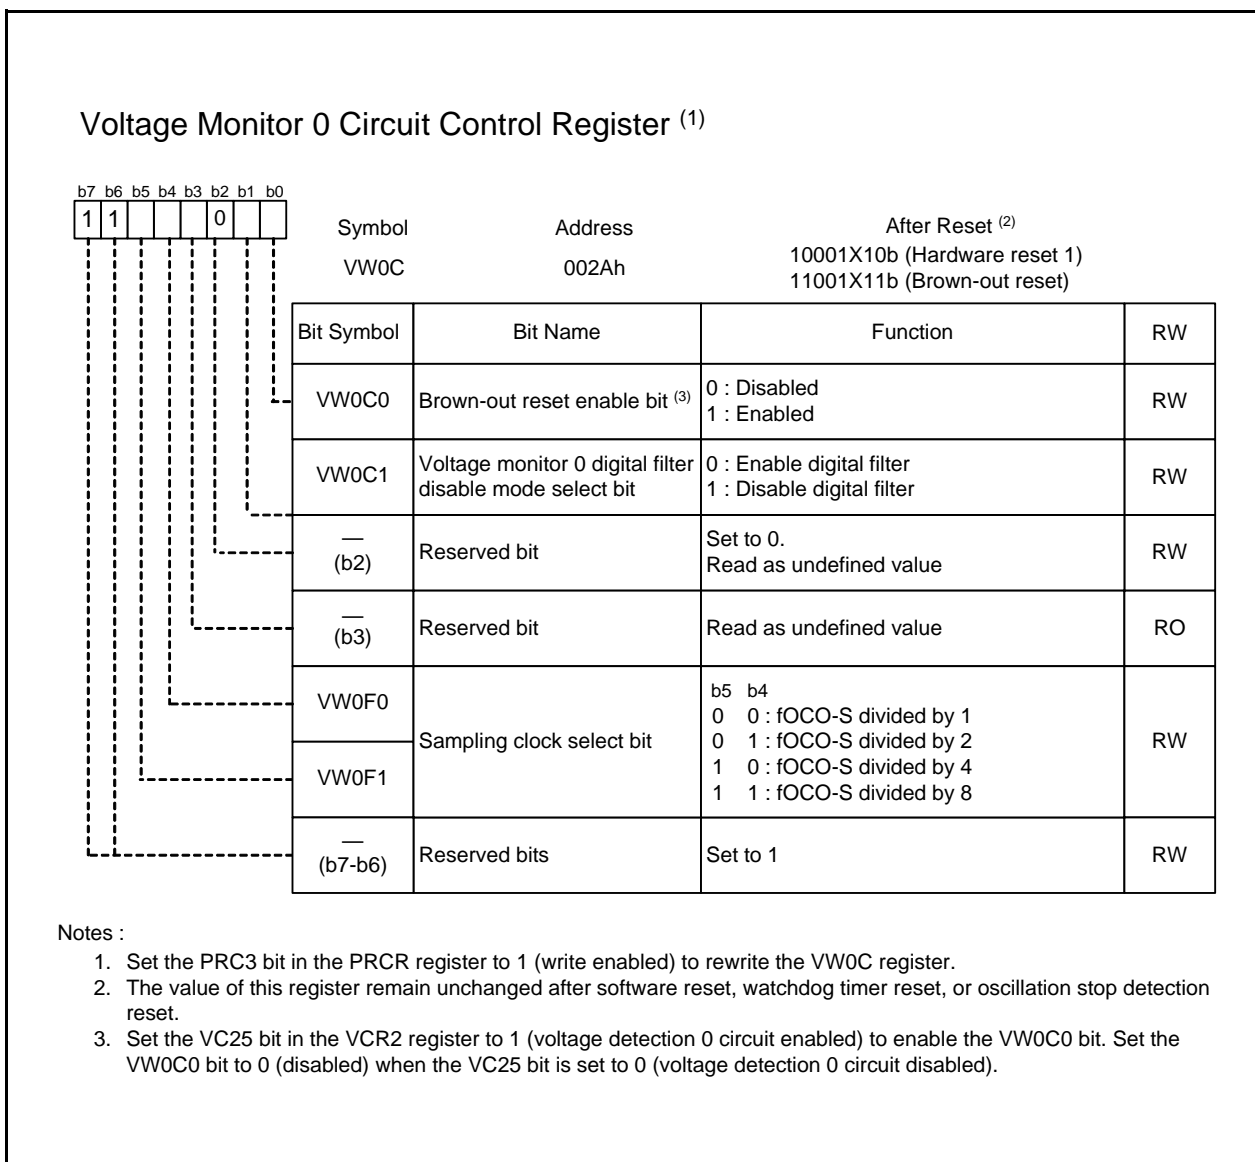 Voltage Monitor 0 Circuit Control Register (1)
b7 b6 b5 b4 b3 b2 b1 b0
1 1 0
Symbol Address After Reset (2)
VW0C 002Ah 10001X10b (Hardware reset 1)
11001X11b (Brown-out reset)
Bit Symbol Bit Name Function RW
VW0C0 Brown-out reset enable bit (3) 0 : Disabled
1 : Enabled RW
VW0C1 Voltage monitor 0 digital filter
disable mode select bit 0 : Enable digital filter
1 : Disable digital filter RW
—
(b2) Reserved bit Set to 0.
Read as undefined value RW
—
(b3) Reserved bit Read as undefined value RO
VW0F0
VW0F1 Sampling clock select bit b5 b4
0 0 : fOCO-S divided by 1
0 1 : fOCO-S divided by 2
1 0 : fOCO-S divided by 4
1 1 : fOCO-S divided by 8 RW
—
(b7-b6) Reserved bits Set to 1 RW
Notes :
1. Set the PRC3 bit in the PRCR register to 1 (write enabled) to rewrite the VW0C register.
2. The value of this register remain unchanged after software reset, watchdog timer reset, or oscillation stop detection
reset.
3. Set the VC25 bit in the VCR2 register to 1 (voltage detection 0 circuit enabled) to enable the VW0C0 bit. Set the
VW0C0 bit to 0 (disabled) when the VC25 bit is set to 0 (voltage detection 0 circuit disabled).